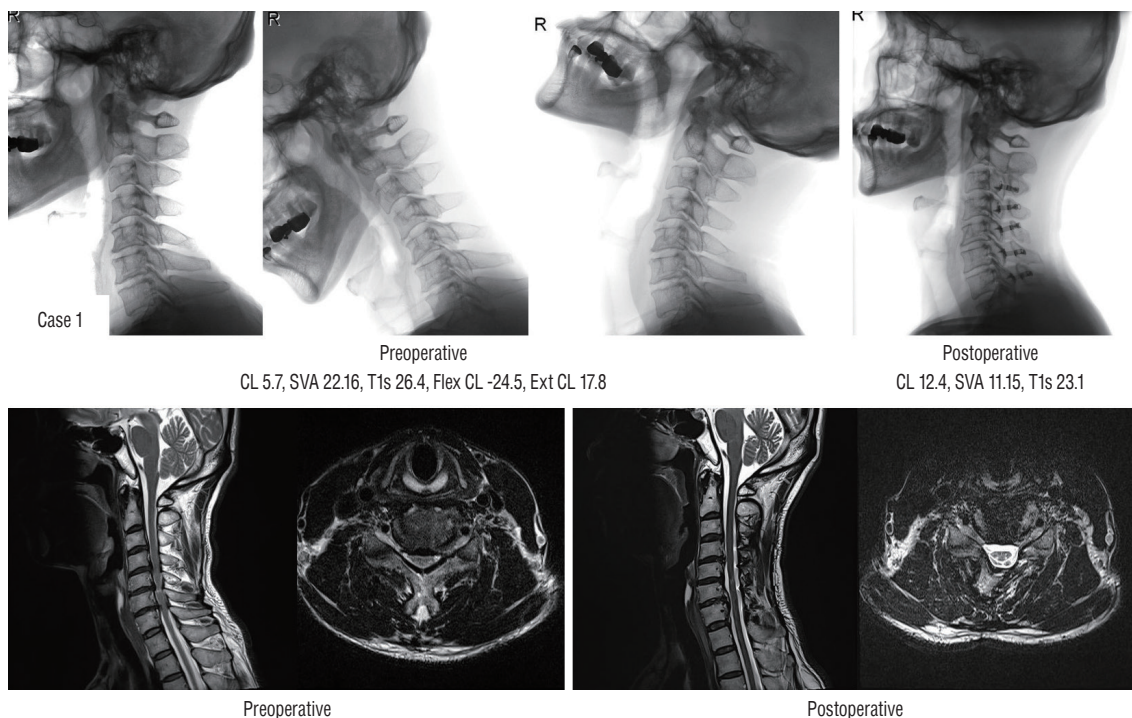 R
R
R
R
Case 1
Preoperative
CL 5.7, SVA 22.16, T1s 26.4, Flex CL -24.5, Ext CL 17.8
Postoperative
CL 12.4, SVA 11.15, T1s 23.1
Preoperative
Postoperative